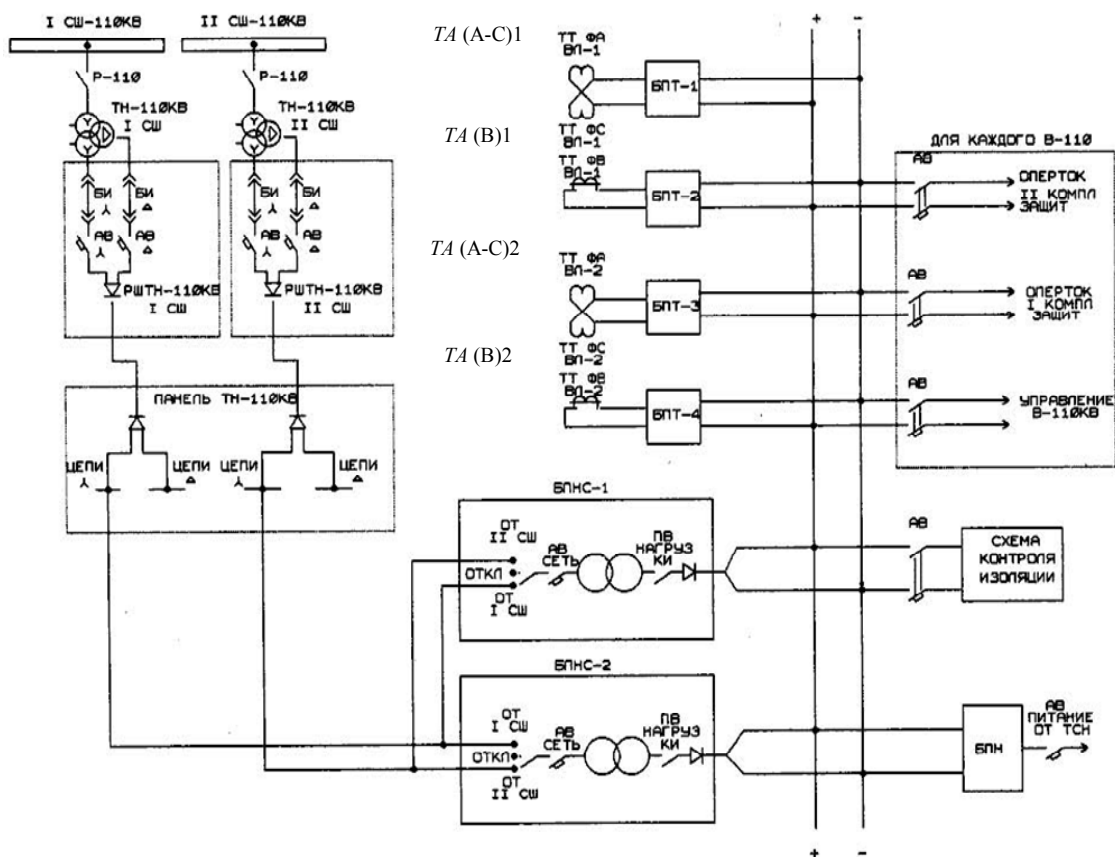 I СШ-110КВ
II СШ-110КВ
Р-110
Р-110
ТН-110КВ
I СШ
ТН-110КВ
II СШ
БИ
БИ
БИ
БИ
АВ
АВ
АВ
АВ
РШТН-110КВ
I СШ
РШТН-110КВ
II СШ
ПАНЕЛЬ ТН-110КВ
ЦЕПИ
ЦЕПИ
ЦЕПИ
ЦЕПИ
TA (A-C)1
ТТ ФА
ВЛ-1
БПТ-1
TA (B)1
ТТ ФС
ВЛ-1
ТТ ФВ
ВЛ-1
БПТ-2
TA (A-C)2
ТТ ФА
ВЛ-2
БПТ-3
TA (B)2
ТТ ФС
ВЛ-2
ТТ ФВ
ВЛ-2
БПТ-4
+ -
ДЛЯ КАЖДОГО В-110
АВ
ОПЕРТОК
II КОМПЛ
ЗАЩИТ
АВ
ОПЕРТОК
I КОМПЛ
ЗАЩИТ
АВ
УПРАВЛЕНИЕ
В-110КВ
БПНС-1
ОТ
II СШ
ОТКЛ
ОТ
I СШ
АВ
СЕТЬ
ПВ
НАГРУЗ
КИ
АВ
СХЕМА
КОНТРОЛЯ
ИЗОЛЯЦИИ
БПНС-2
ОТ
I СШ
ОТКЛ
ОТ
II СШ
АВ
СЕТЬ
ПВ
НАГРУЗ
КИ
БПН
АВ
ПИТАНИЕ
ОТ ТСН
+ -